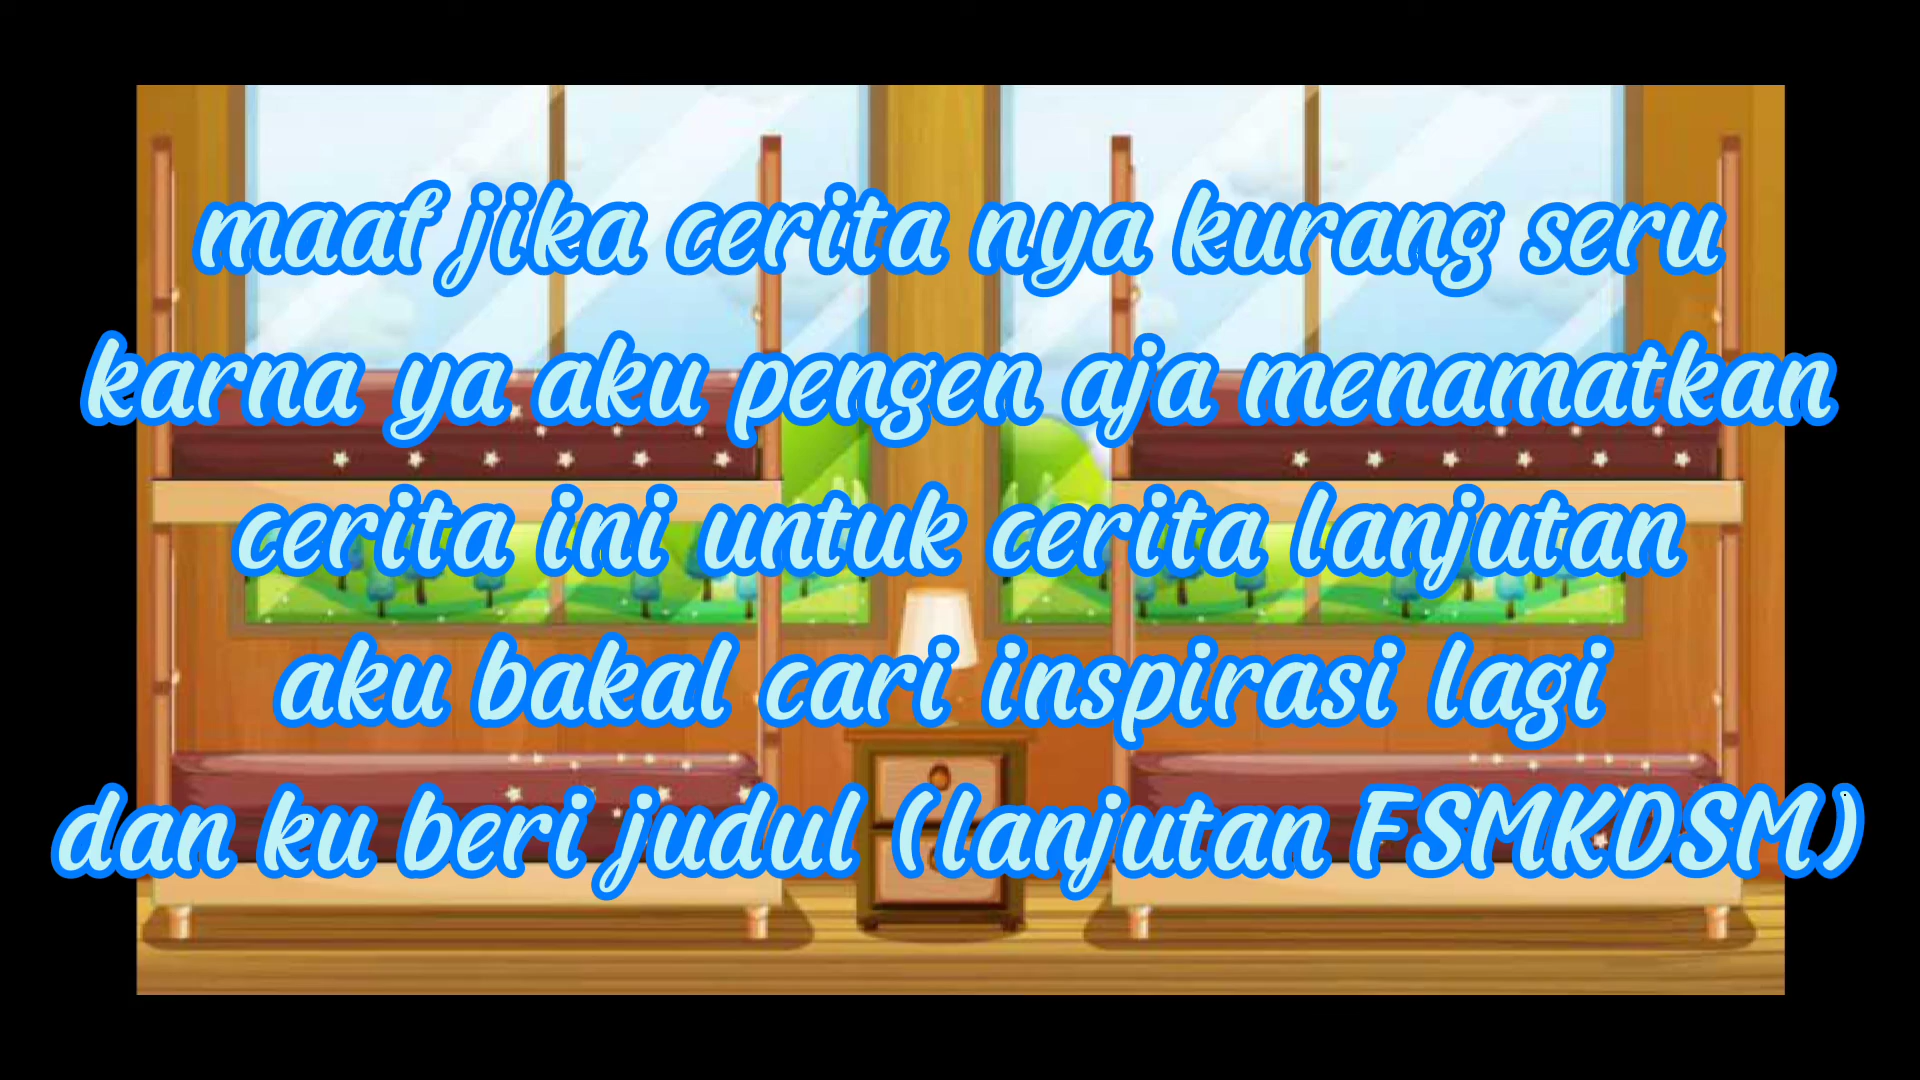 maaf jika cerita nya kurang seru
karna ya aku pengen aja menamatkan
cerita ini untuk cerita lanjutan
aku bakal cari inspirasi lagi
dan ku beri judul (lanjutan FSMKDSM)